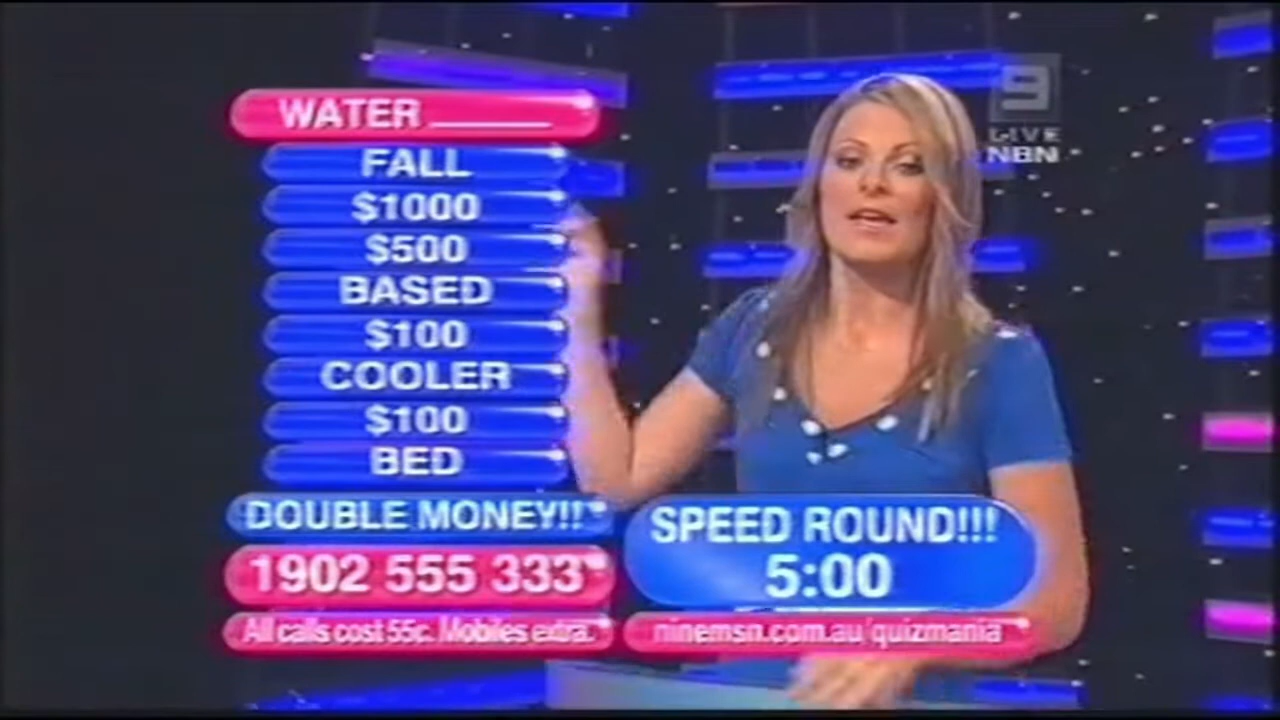 WATER ______
FALL
$1000
$500
BASED
$100
COOLER
$100
BED
DOUBLE MONEY!!
1902 555 333
All calls cost 55c. Mobiles extra.
9
LIVE
NBN
SPEED ROUND!!!
5:00
ninemsn.com.au/quizmania